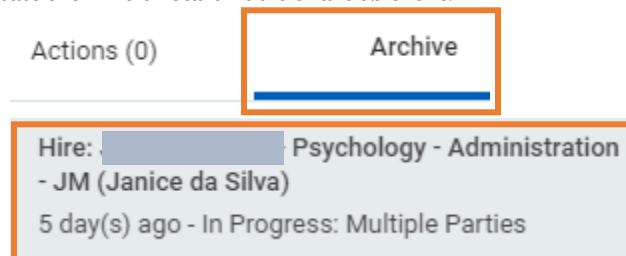 Actions (0)
Archive
Hire: Psychology - Administration
- JM (Janice da Silva)
5 day(s) ago - In Progress: Multiple Parties